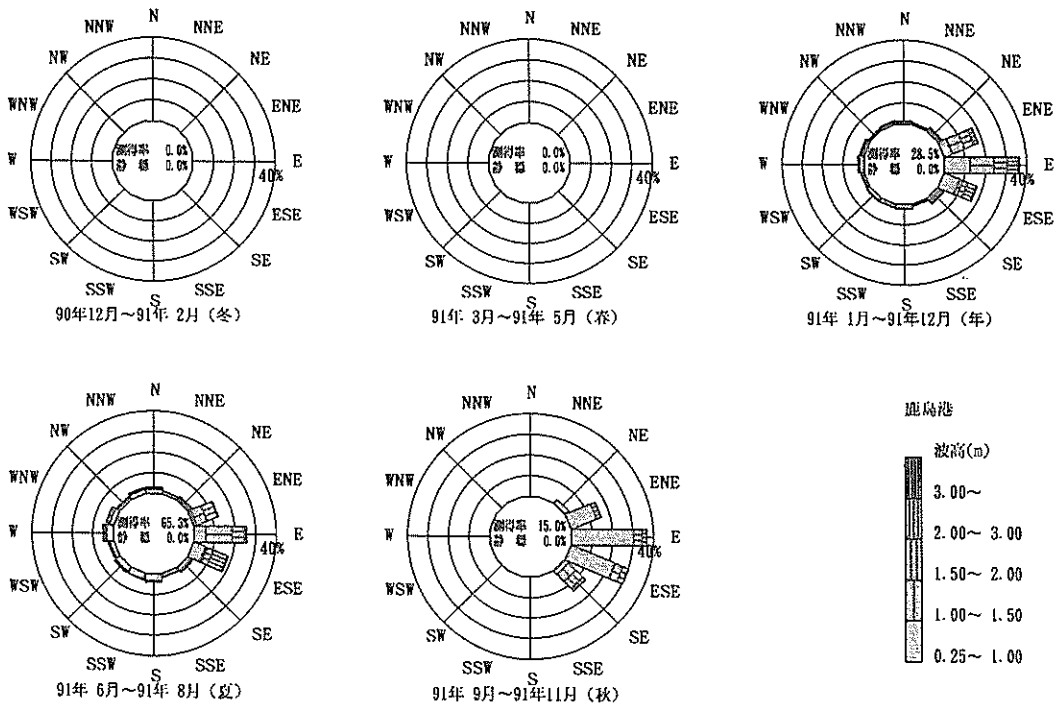 N
NNW NNE
NW NE
WNW ENE
測得率 0.0%
W E
静 穏 0.0%
40%
WSW ESE
SW SE
SSW SSE
S
90年12月～91年 2月 (冬)
N
NNW NNE
NW NE
WNW ENE
測得率 0.0%
W E
静 穏 0.0%
40%
WSW ESE
SW SE
SSW SSE
S
91年 3月～91年 5月 (春)
N
NNW NNE
NW NE
WNW ENE
測得率 28.5%
W E
静 穏 0.0%
40%
WSW ESE
SW SE
SSW SSE
S
91年 1月～91年12月 (年)
N
NNW NNE
NW NE
WNW ENE
測得率 65.3%
W E
静 穏 0.0%
40%
WSW ESE
SW SE
SSW SSE
S
91年 6月～91年 8月 (夏)
N
NNW NNE
NW NE
WNW ENE
測得率 15.0%
W E
静 穏 0.0%
40%
WSW ESE
SW SE
SSW SSE
S
91年 9月～91年11月 (秋)
鹿島港
波高(m)
3.00～
2.00～ 3.00
1.50～ 2.00
1.00～ 1.50
0.25～ 1.00